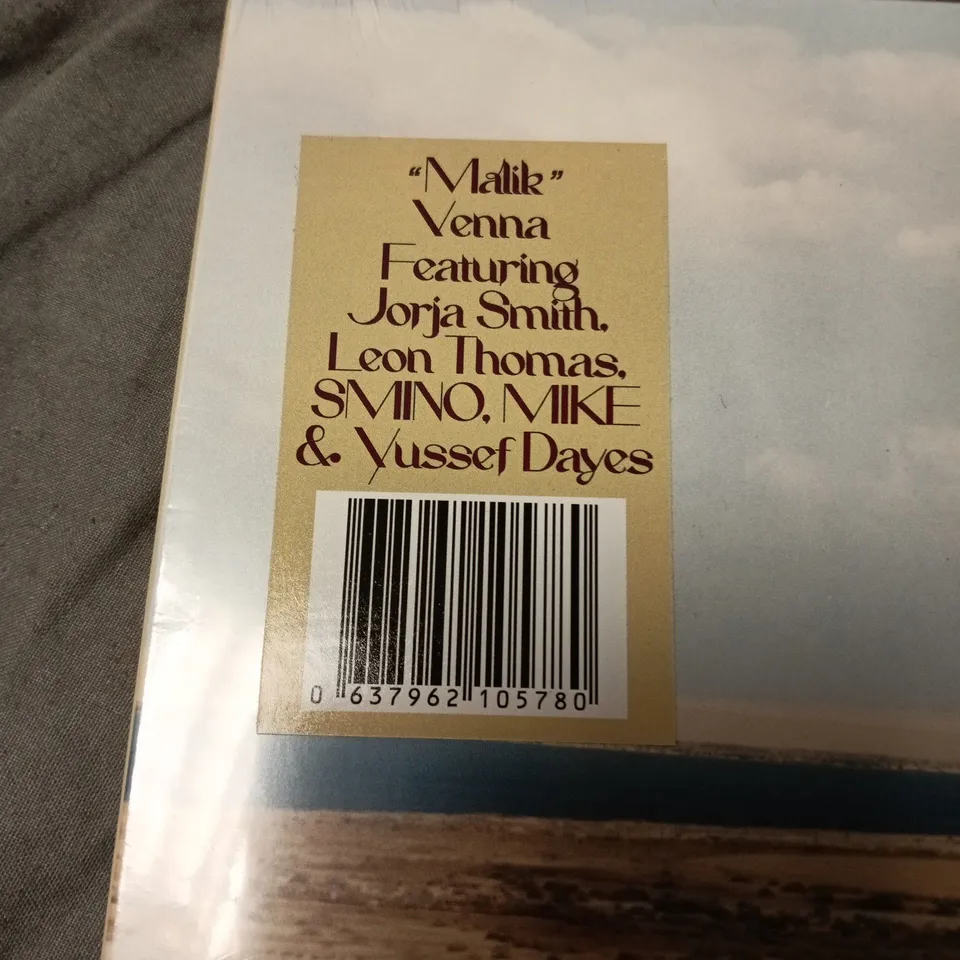 “Malik”
Venna
Featuring
Jorja Smith,
Leon Thomas,
SMINO, MIKE
& Yussef Dayes
0 637962 105780